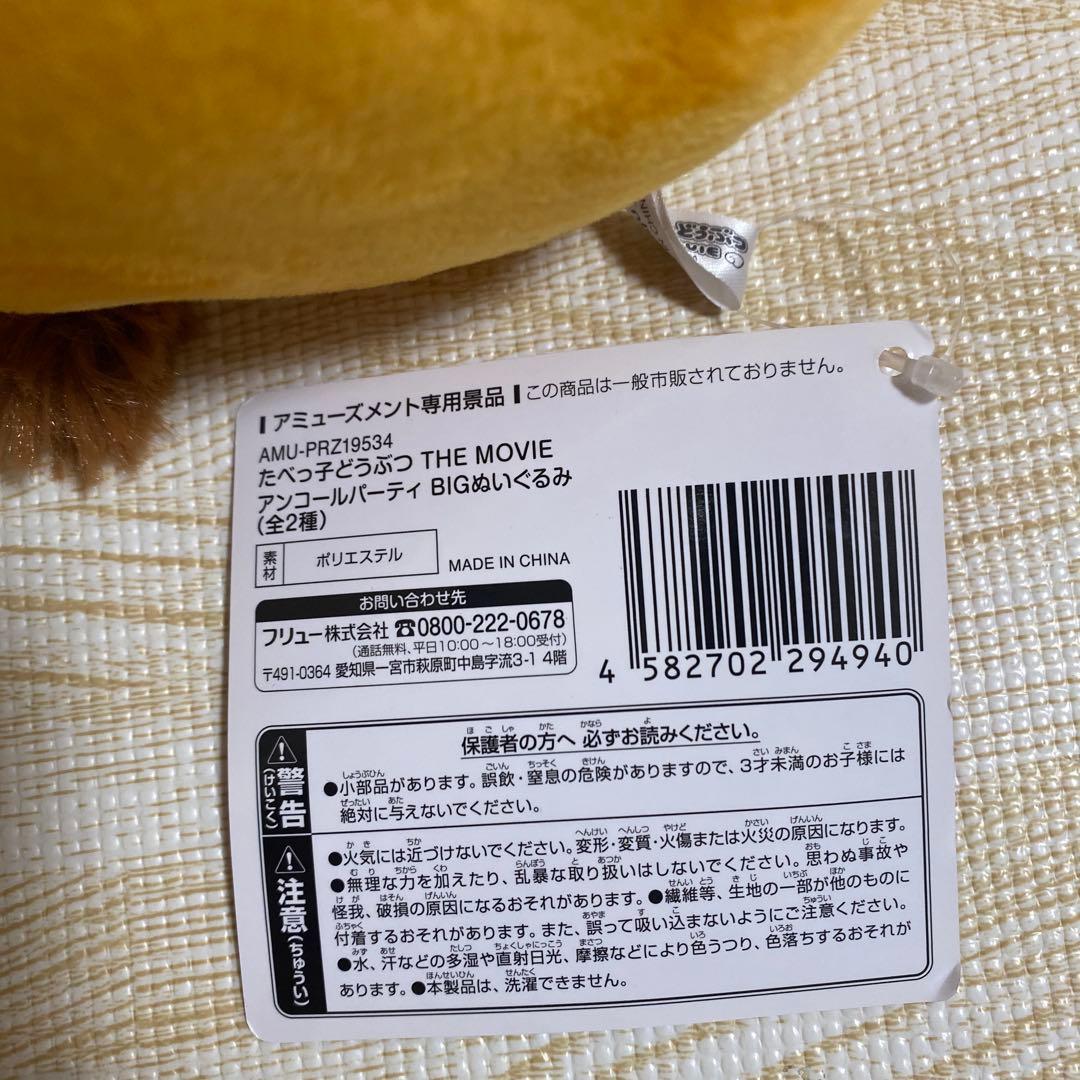 どうぶつ
アミューズメント専用景品 この商品は一般市販されておりません。
AMU-PRZ19534
たべっ子どうぶつ THE MOVIE
アンコールパーティ BIGぬいぐるみ
(全2種)
素材 ポリエステル
MADE IN CHINA
お問い合わせ先
フリュー株式会社 ☎0800-222-0678
(通話無料、平日10:00〜18:00受付)
〒491-0364 愛知県一宮市萩原町中島字流3-1 4階
4 582702 294940
保護者の方へ 必ずお読みください。
警告(けいこく)
●小部品があります。誤飲・窒息の危険がありますので、3才未満のお子様には
絶対に与えないでください。
注意(ちゅうい)
●火気には近づけないでください。変形・変質・火傷または火災の原因になります。
●無理な力を加えたり、乱暴な取り扱いはしないでください。思わぬ事故や
怪我、破損の原因になるおそれがあります。●繊維等、生地の一部が他のものに
付着するおそれがあります。また、誤って吸い込まないようにご注意ください。
●水、汗などの多湿や直射日光、摩擦などにより色うつり、色落ちするおそれが
あります。●本製品は、洗濯できません。